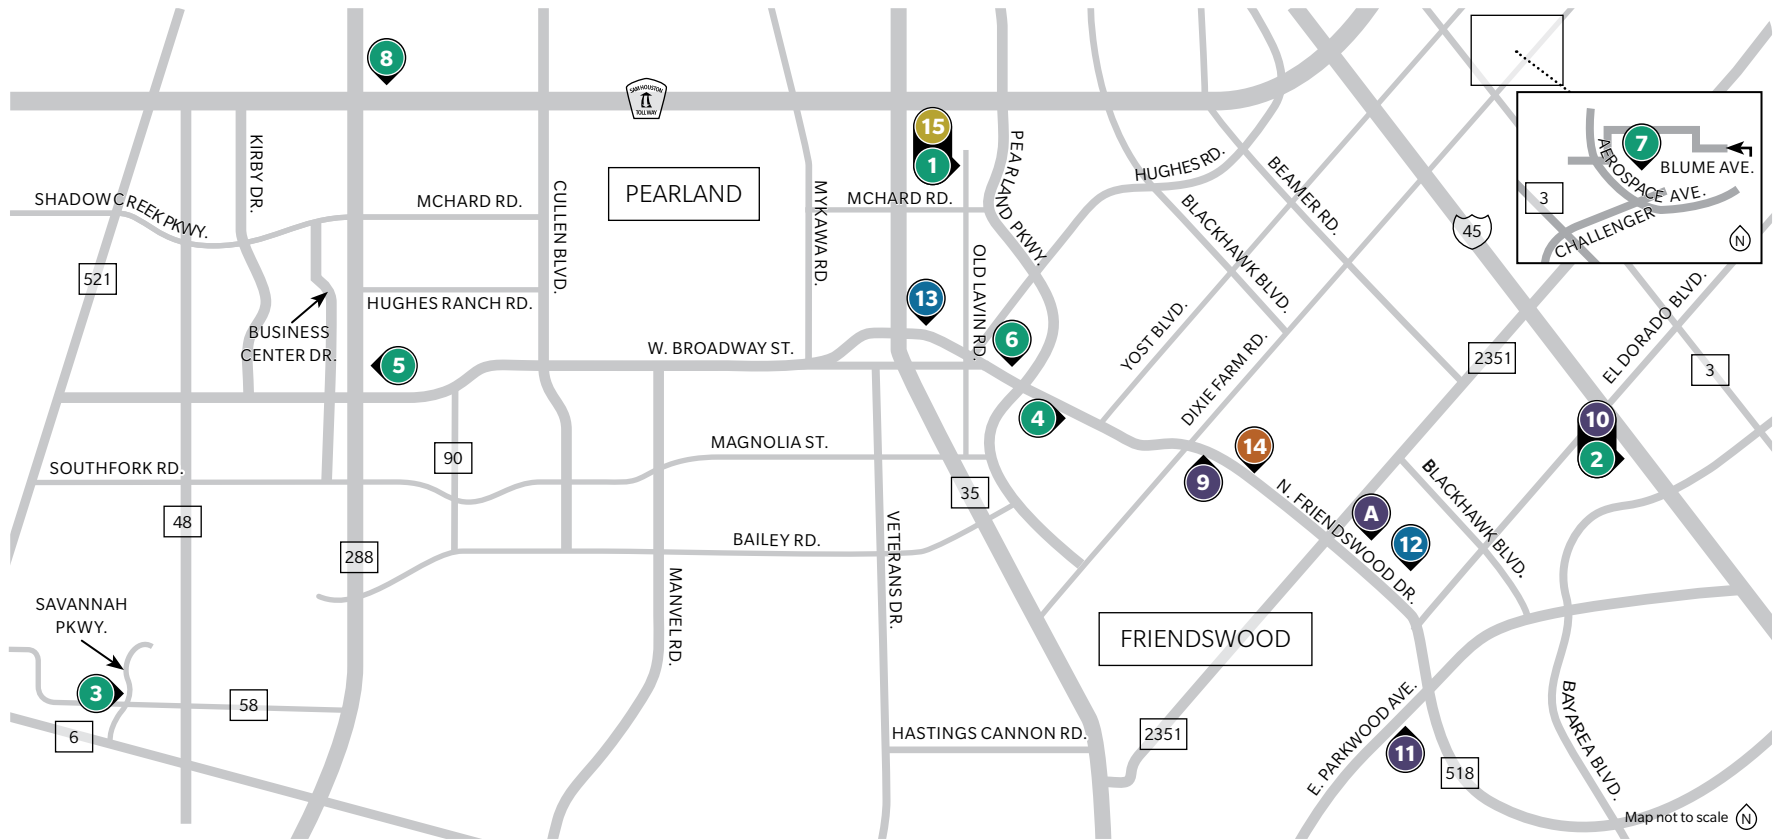 8
SAM HOUSTON
TOLL WAY
15
1
PEARLAND PKWY.
KIRBY DR.
PEARLAND
HUGHES RD.
BEAMER RD.
7
AEROSPACE AVE.
BLUME AVE.
3
CHALLENGER
N
SHADOW CREEK PKWY.
MCHARD RD.
CULLEN BLVD.
MYKAWA RD.
MCHARD RD.
BLACKHAWK BLVD.
45
521
HUGHES RANCH RD.
OLD LAVIN RD.
13
BUSINESS
CENTER DR.
5
W. BROADWAY ST.
6
YOST BLVD.
DIXIE FARM RD.
2351
EL DORADO BLVD.
3
4
10
2
SOUTHFORK RD.
90
MAGNOLIA ST.
14
9
35
N. FRIENDSWOOD DR.
BLACKHAWK BLVD.
A
12
48
288
BAILEY RD.
VETERANS DR.
MANVEL RD.
SAVANNAH
PKWY.
3
58
6
FRIENDSWOOD
HASTINGS CANNON RD.
2351
E. PARKWOOD AVE.
11
518
BAY AREA BLVD.
Map not to scale
N